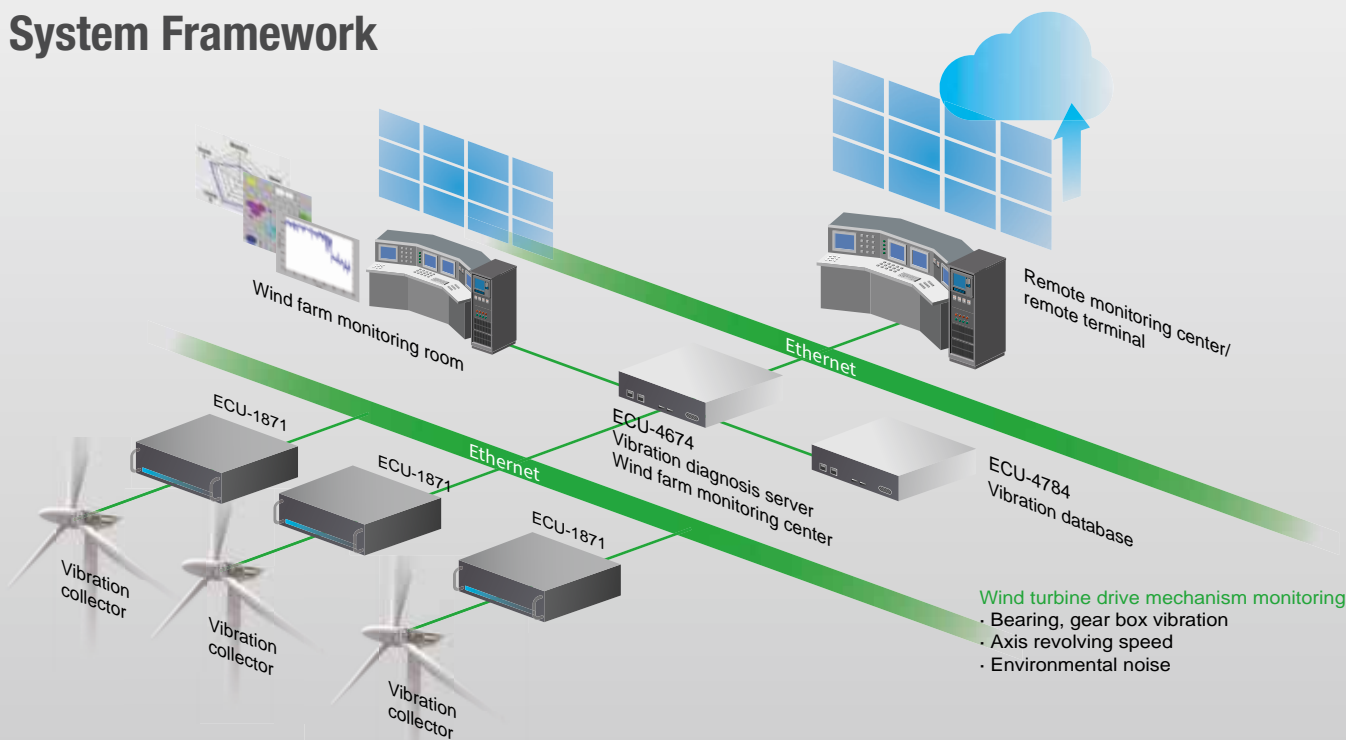 System Framework
Wind farm monitoring room
Remote monitoring center/
remote terminal
Ethernet
ECU-1871
ECU-4674
Vibration diagnosis server
Wind farm monitoring center
ECU-4784
Vibration database
Ethernet
ECU-1871
ECU-1871
Vibration
collector
Vibration
collector
Vibration
collector
Wind turbine drive mechanism monitoring
· Bearing, gear box vibration
· Axis revolving speed
· Environmental noise